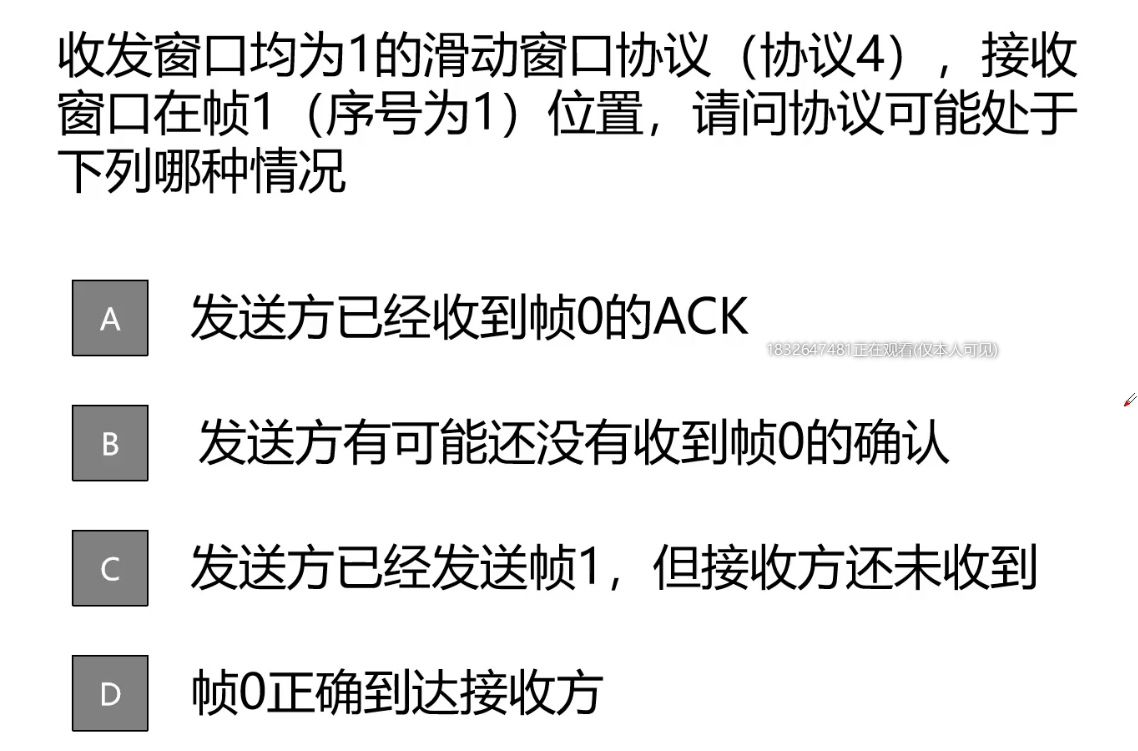 收发窗口均为1的滑动窗口协议（协议4），接收
窗口在帧1（序号为1）位置，请问协议可能处于
下列哪种情况
A 发送方已经收到帧0的ACK
1832647481正在观看(仅本人可见)
B 发送方有可能还没有收到帧0的确认
C 发送方已经发送帧1，但接收方还未收到
D 帧0正确到达接收方